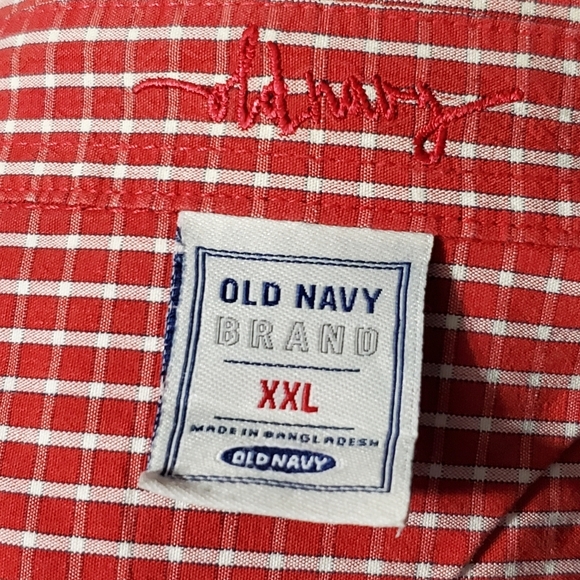 old navy
OLD NAVY
BRAND
XXL
MADE IN BANGLADESH
OLD NAVY